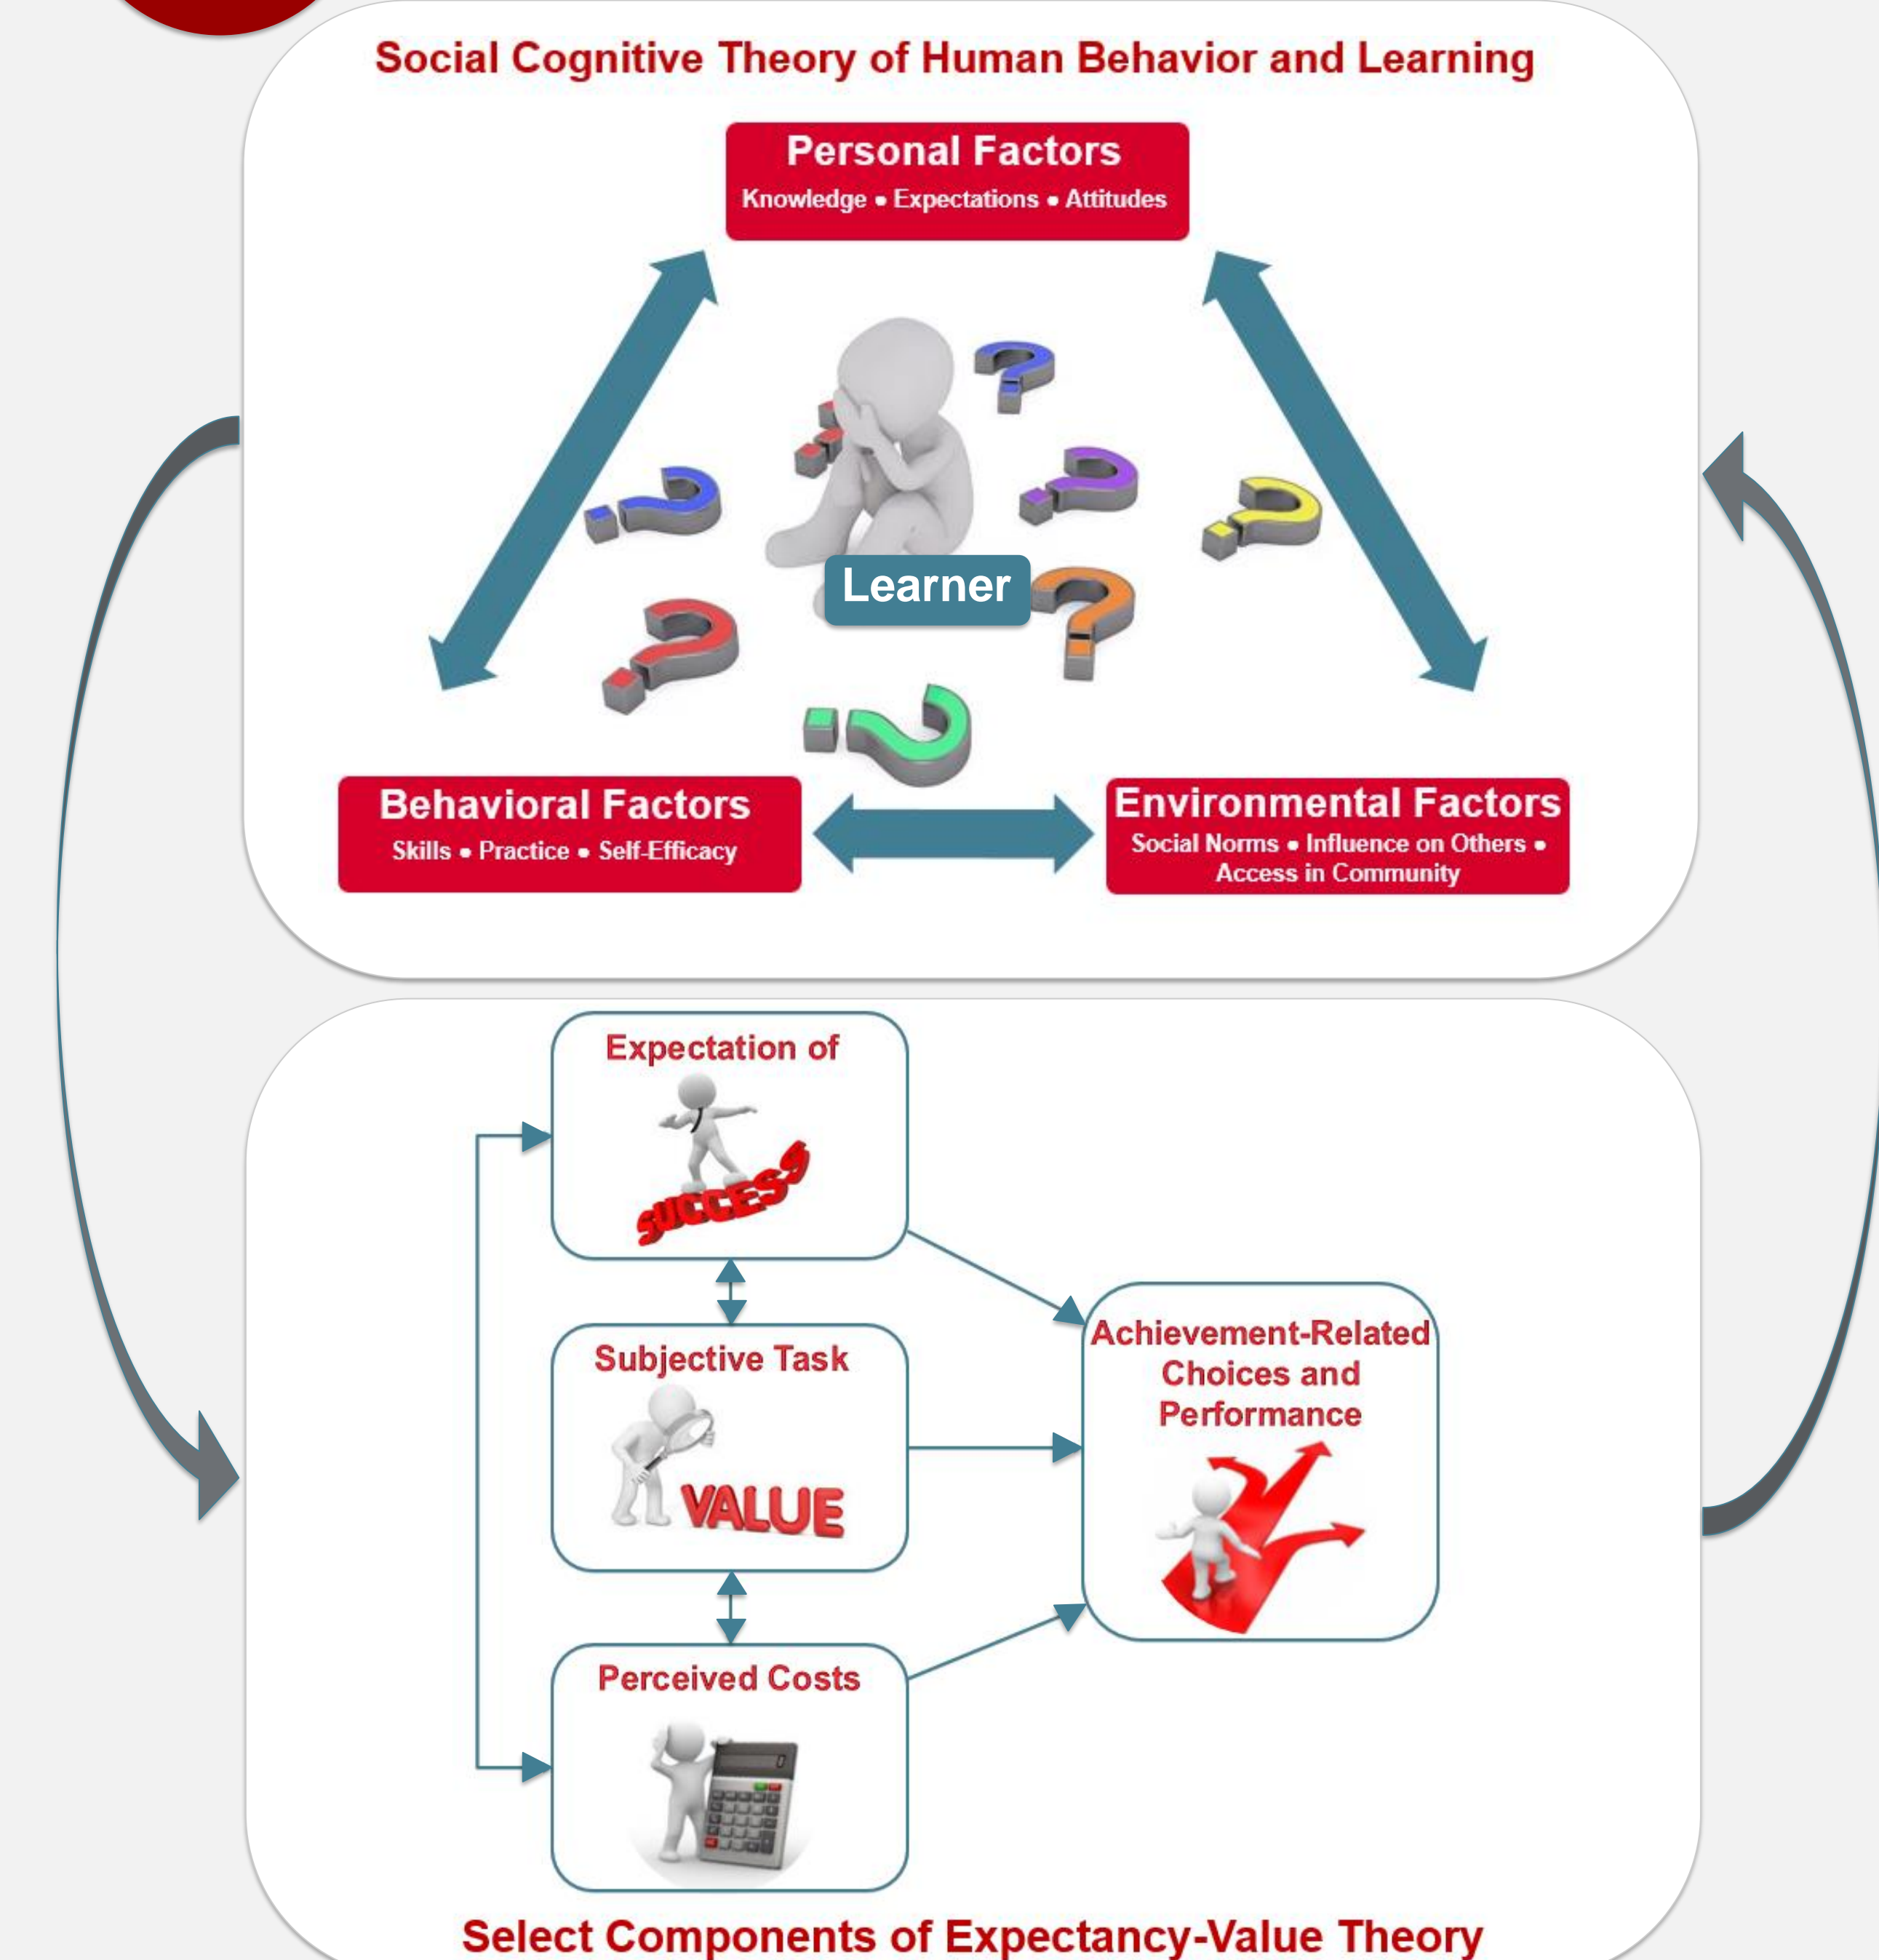 Social Cognitive Theory of Human Behavior and Learning
Personal Factors
Knowledge • Expectations • Attitudes
Learner
Behavioral Factors
Skills • Practice • Self-Efficacy
Environmental Factors
Social Norms • Influence on Others •
Access in Community
Expectation of
SUCCESS
Subjective Task
VALUE
Achievement-Related
Choices and
Performance
Perceived Costs
0
Select Components of Expectancy-Value Theory